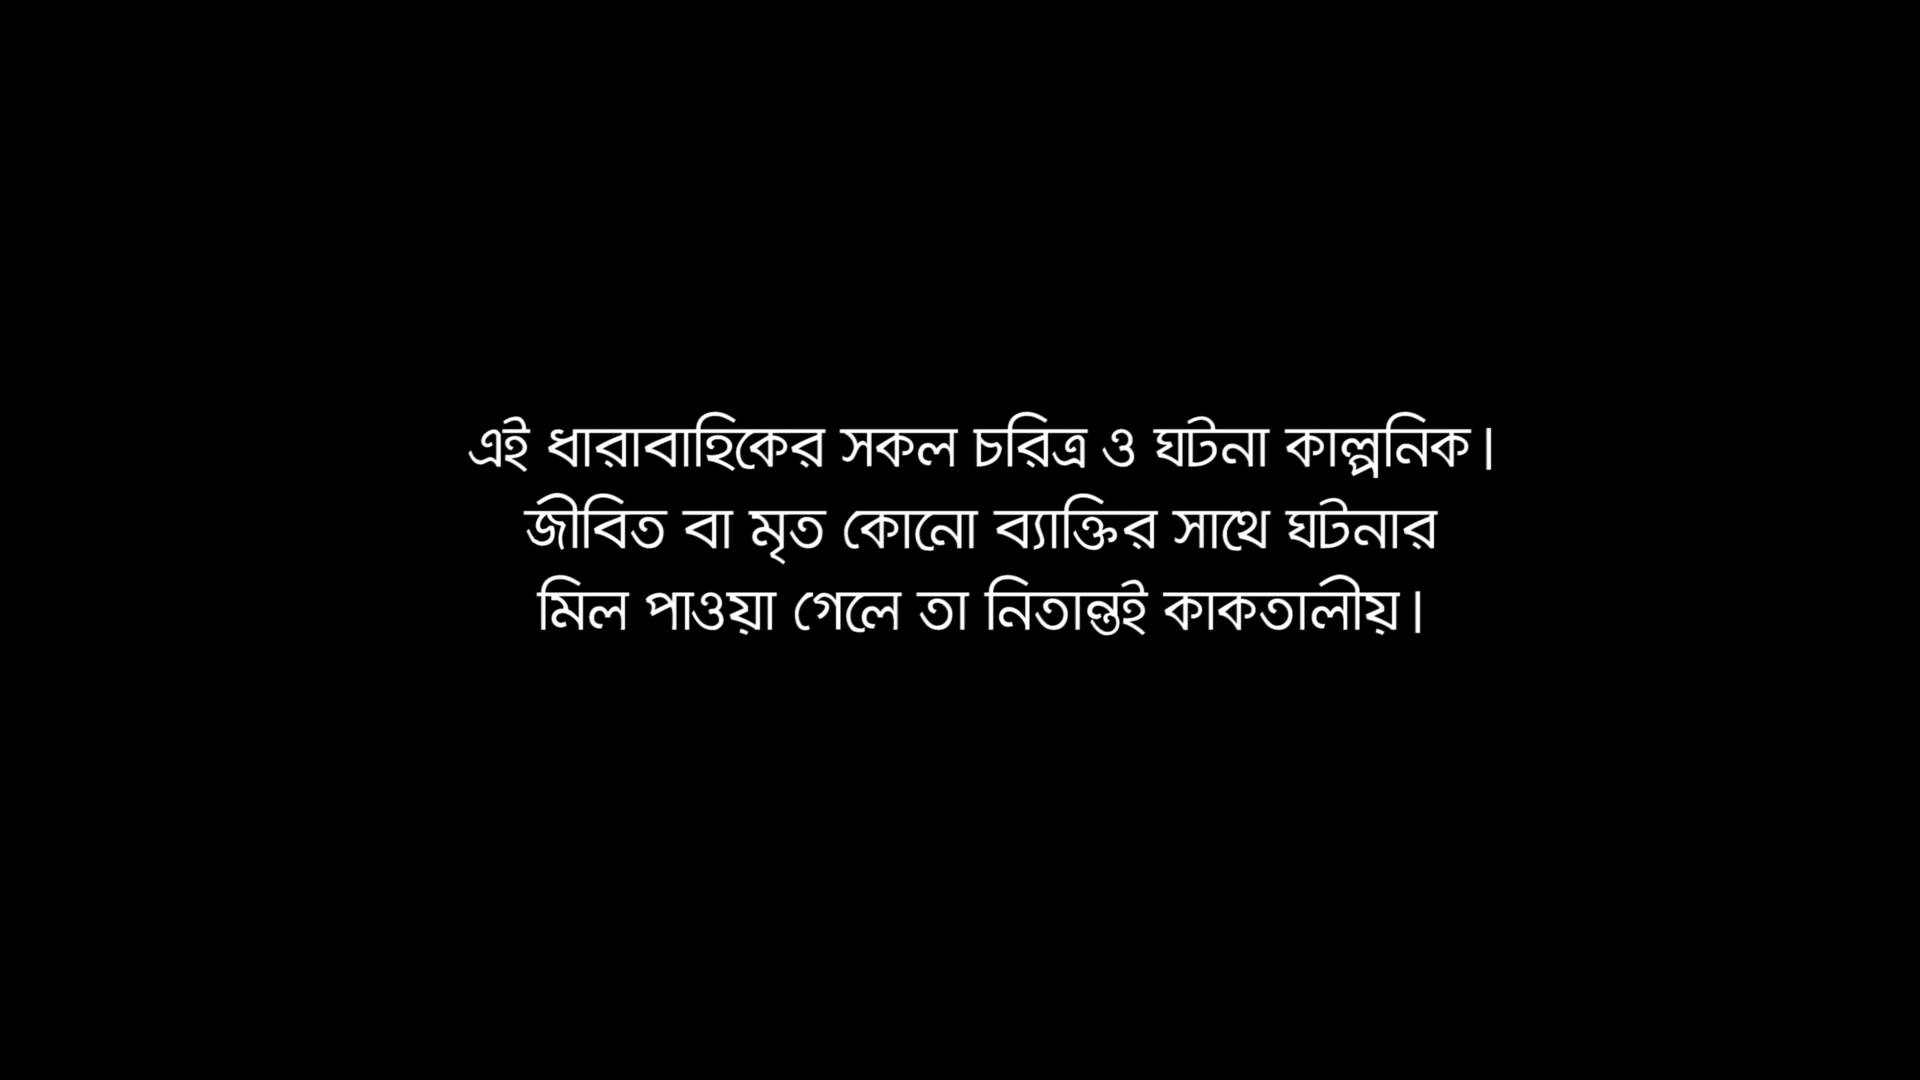 এই ধারাবাহিকের সকল চরিত্র ও ঘটনা কাল্পনিক।
জীবিত বা মৃত কোনো ব্যাক্তির সাথে ঘটনার
মিল পাওয়া গেলে তা নিতান্তই কাকতালীয়।